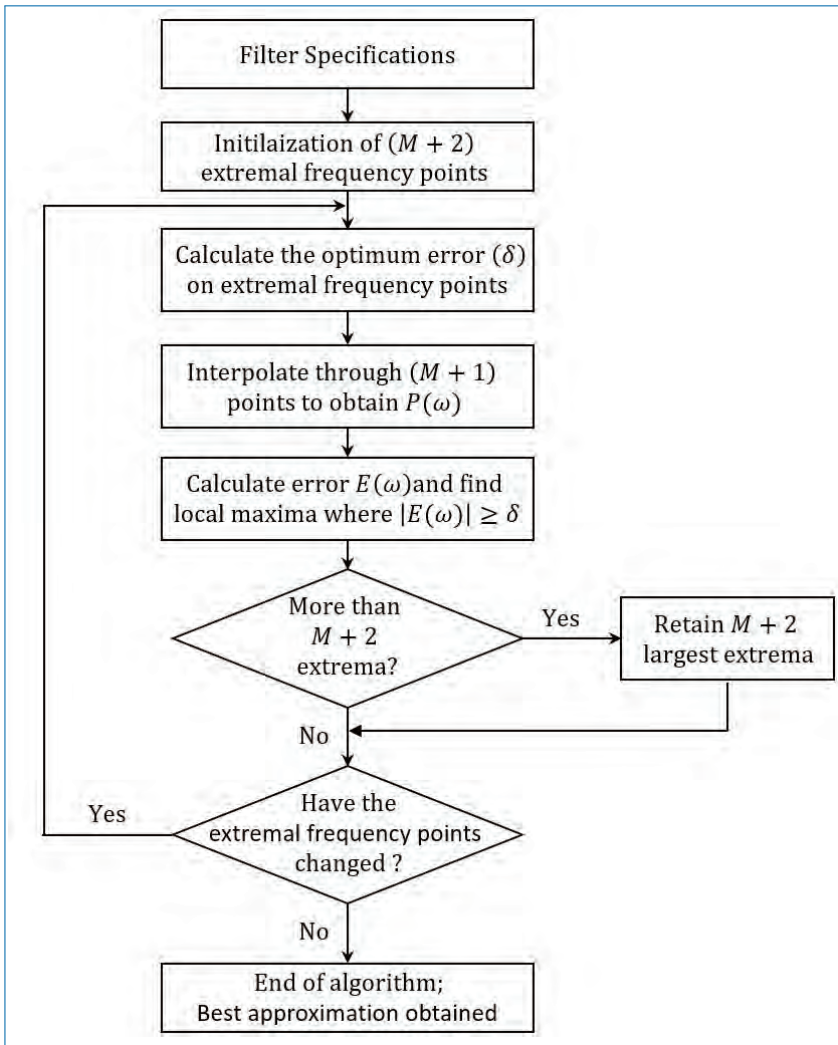 Filter Specifications
Initilaization of (𝑀 + 2)
extremal frequency points
Calculate the optimum error (𝛿)
on extremal frequency points
Interpolate through (𝑀 + 1)
points to obtain 𝑃(𝜔)
Calculate error 𝐸(𝜔)and find
local maxima where |𝐸(𝜔)| ≥ 𝛿
More than
𝑀 + 2
extrema?
Yes
Retain 𝑀 + 2
largest extrema
No
Have the
extremal frequency points
changed ?
Yes
No
End of algorithm;
Best approximation obtained